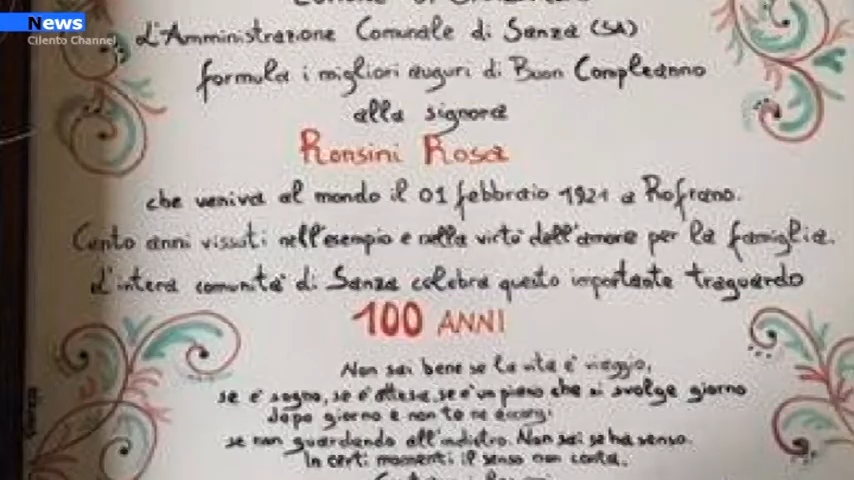 News
Cilento Channel
L'Amministrazione Comunale di Sanza (SA)
formula i migliori auguri di Buon Compleanno
alla signora
Ronsini Rosa
che veniva al mondo il 01 febbraio 1921 a Rofrano.
Cento anni vissuti nell'esempio e nella virtù dell'amore per la famiglia.
L'intera comunità di Sanza celebra questo importante traguardo
100 ANNI
Non sai bene se la vita è viaggio,
se è sogno, se è attesa, se è un piano che si svolge giorno
dopo giorno e non te ne accorgi
se non guardando all'indietro. Non sai se ha senso.
In certi momenti il senso non conta.